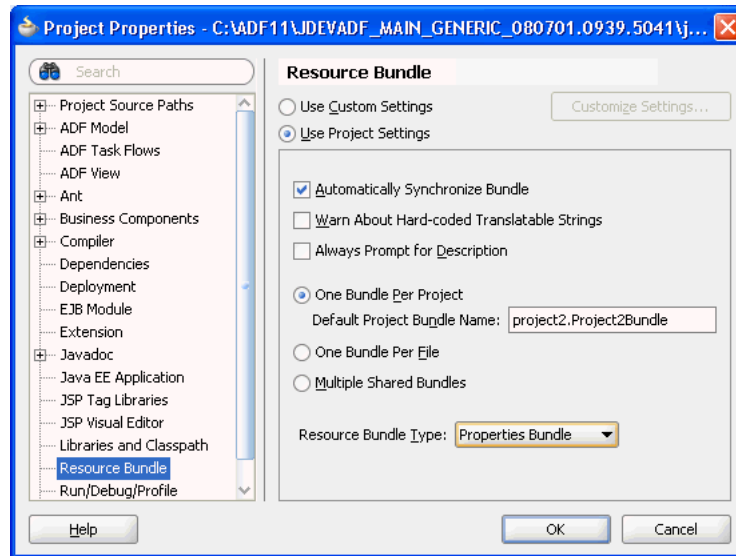 Project Properties - C:\ADF11\JDEVADF_MAIN_GENERIC_080701.0939.5041\j...
Search
Project Source Paths
ADF Model
ADF Task Flows
ADF View
Ant
Business Components
Compiler
Dependencies
Deployment
EJB Module
Extension
Javadoc
Java EE Application
JSP Tag Libraries
JSP Visual Editor
Libraries and Classpath
Resource Bundle
Run/Debug/Profile
Resource Bundle
Use Custom Settings
Customize Settings...
Use Project Settings
Automatically Synchronize Bundle
Warn About Hard-coded Translatable Strings
Always Prompt for Description
One Bundle Per Project
Default Project Bundle Name: project2.Project2Bundle
One Bundle Per File
Multiple Shared Bundles
Resource Bundle Type: Properties Bundle
Help
OK
Cancel